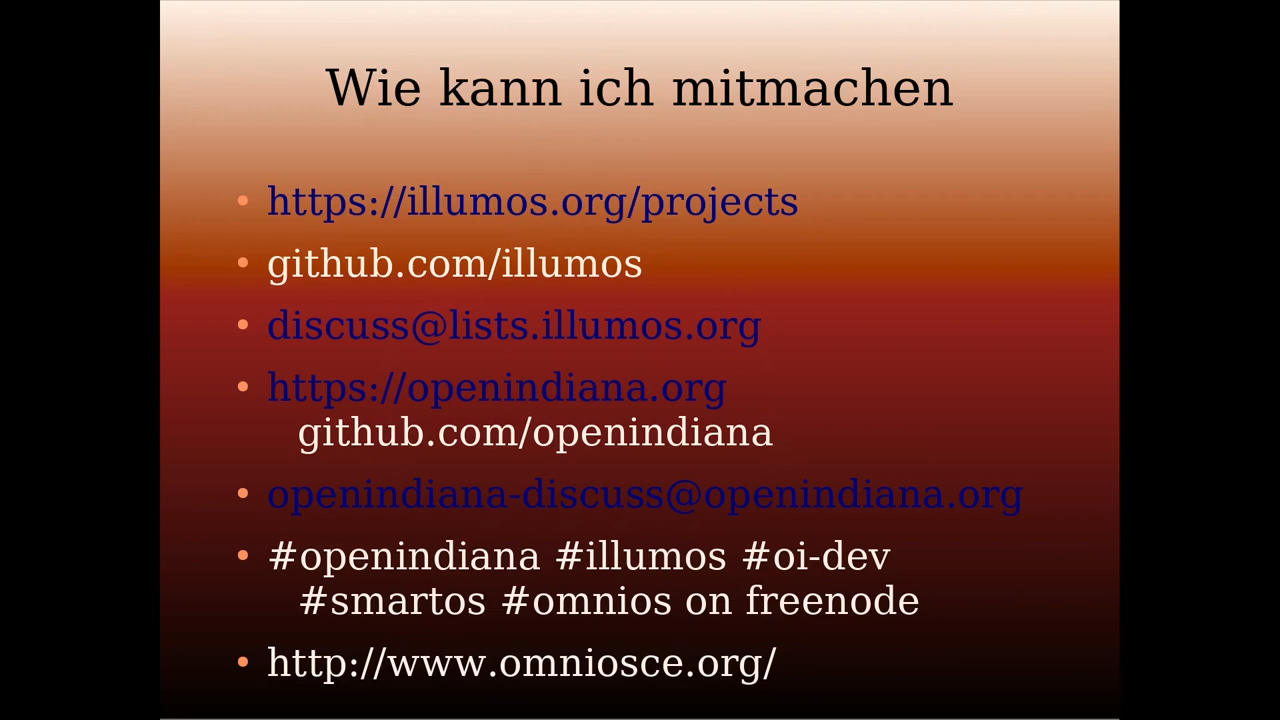 Wie kann ich mitmachen
https://illumos.org/projects
github.com/illumos
discuss@lists.illumos.org
https://openindiana.org
github.com/openindiana
openindiana-discuss@openindiana.org
#openindiana #illumos #oi-dev
#smartos #omnios on freenode
http://www.omniosce.org/